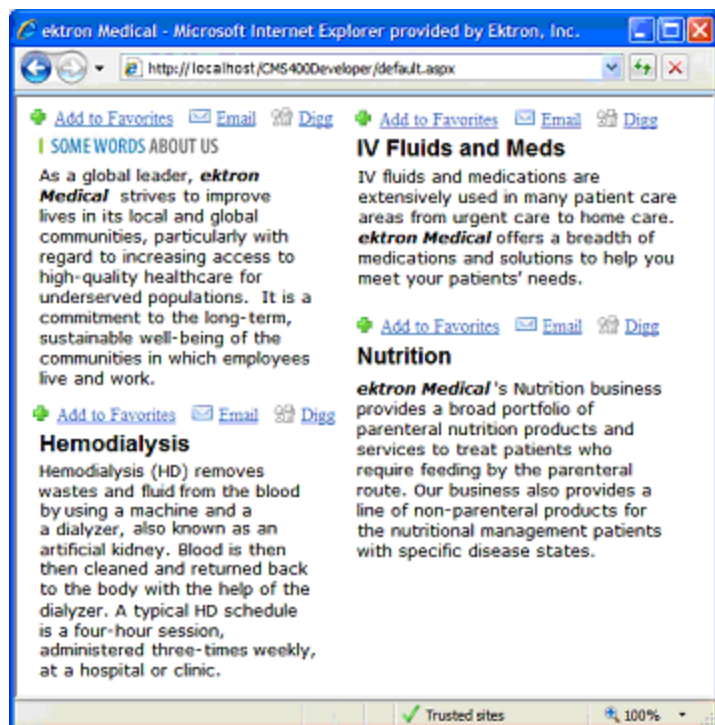 ektron Medical - Microsoft Internet Explorer provided by Ektron, Inc.
http://localhost/CMS400Developer/default.aspx
Add to Favorites Email Digg
SOME WORDS ABOUT US
As a global leader, ektron
Medical strives to improve
lives in its local and global
communities, particularly with
regard to increasing access to
high-quality healthcare for
underserved populations. It is a
commitment to the long-term,
sustainable well-being of the
communities in which employees
live and work.
Add to Favorites Email Digg
Hemodialysis
Hemodialysis (HD) removes
wastes and fluid from the blood
by using a machine and a
a dialyzer, also known as an
artificial kidney. Blood is then
then cleaned and returned back
to the body with the help of the
dialyzer. A typical HD schedule
is a four-hour session,
administered three-times weekly,
at a hospital or clinic.
Add to Favorites Email Digg
IV Fluids and Meds
IV fluids and medications are
extensively used in many patient care
areas from urgent care to home care.
ektron Medical offers a breadth of
medications and solutions to help you
meet your patients' needs.
Add to Favorites Email Digg
Nutrition
ektron Medical 's Nutrition business
provides a broad portfolio of
parenteral nutrition products and
services to treat patients who
require feeding by the parenteral
route. Our business also provides a
line of non-parenteral products for
the nutritional management patients
with specific disease states.
Trusted sites 100%